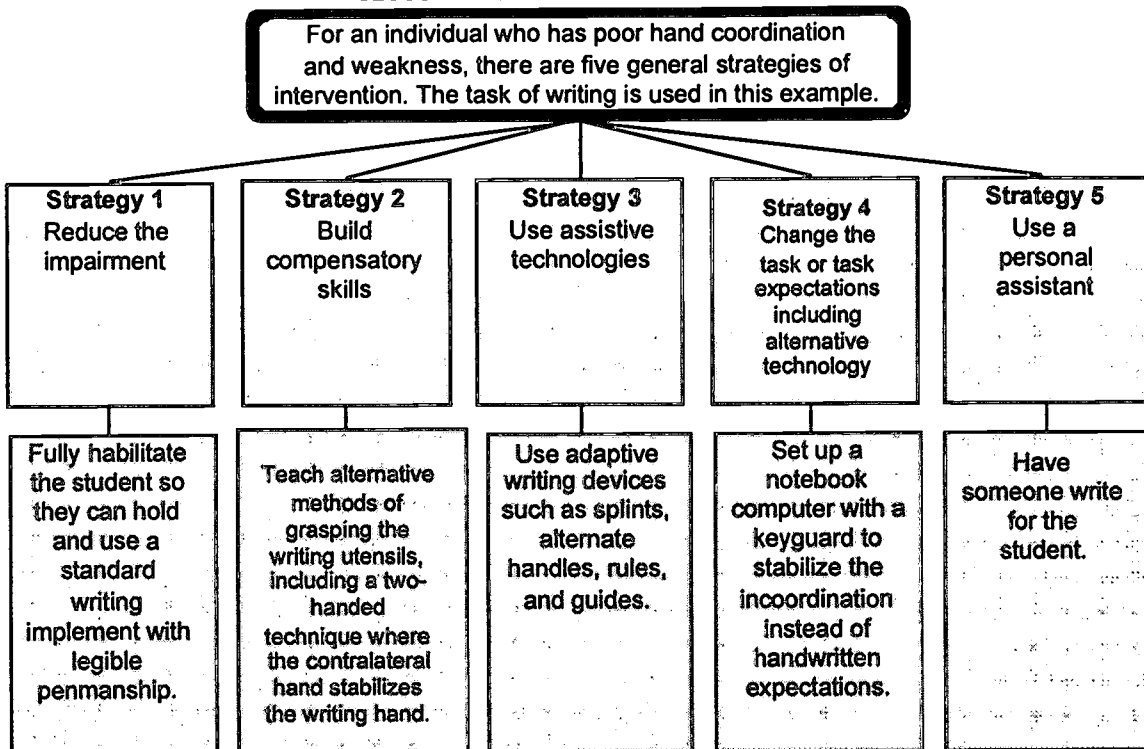 For an individual who has poor hand coordination
and weakness, there are five general strategies of
intervention. The task of writing is used in this example.
Strategy 1
Reduce the
impairment
Strategy 2
Build
compensatory
skills
Strategy 3
Use assistive
technologies
Strategy 4
Change the
task or task
expectations
including
alternative
technology
Strategy 5
Use a
personal
assistant
Fully habilitate
the student so
they can hold
and use a
standard
writing
implement with
legible
penmanship.
Teach alternative
methods of
grasping the
writing utensils,
including a two-
handed
technique where
the contralateral
hand stabilizes
the writing hand.
Use adaptive
writing devices
such as splints,
alternate
handles, rules,
and guides.
Set up a
notebook
computer with a
keyguard to
stabilize the
incoordination
instead of
handwritten
expectations.
Have
someone write
for the
student.